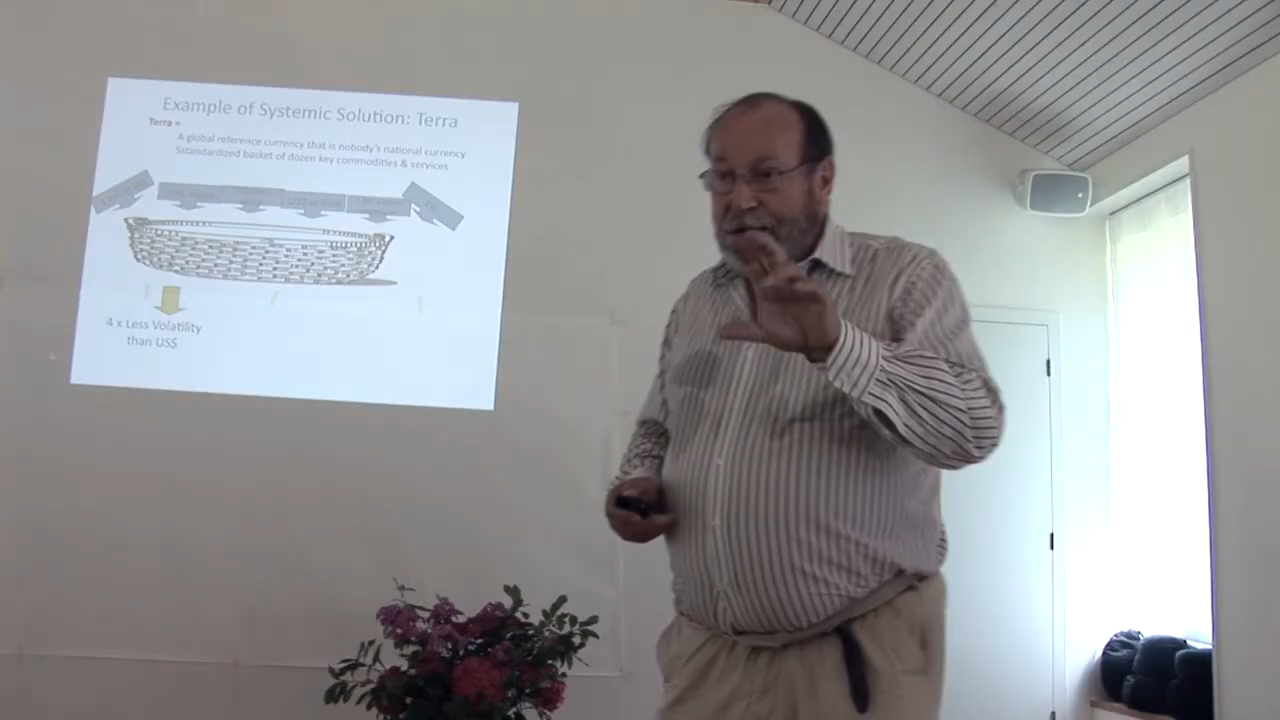 Example of Systemic Solution: Terra
Terra =
A global reference currency that is nobody's national currency
Sstandardized basket of dozen key commodities & services
4 x Less Volatility
than US$